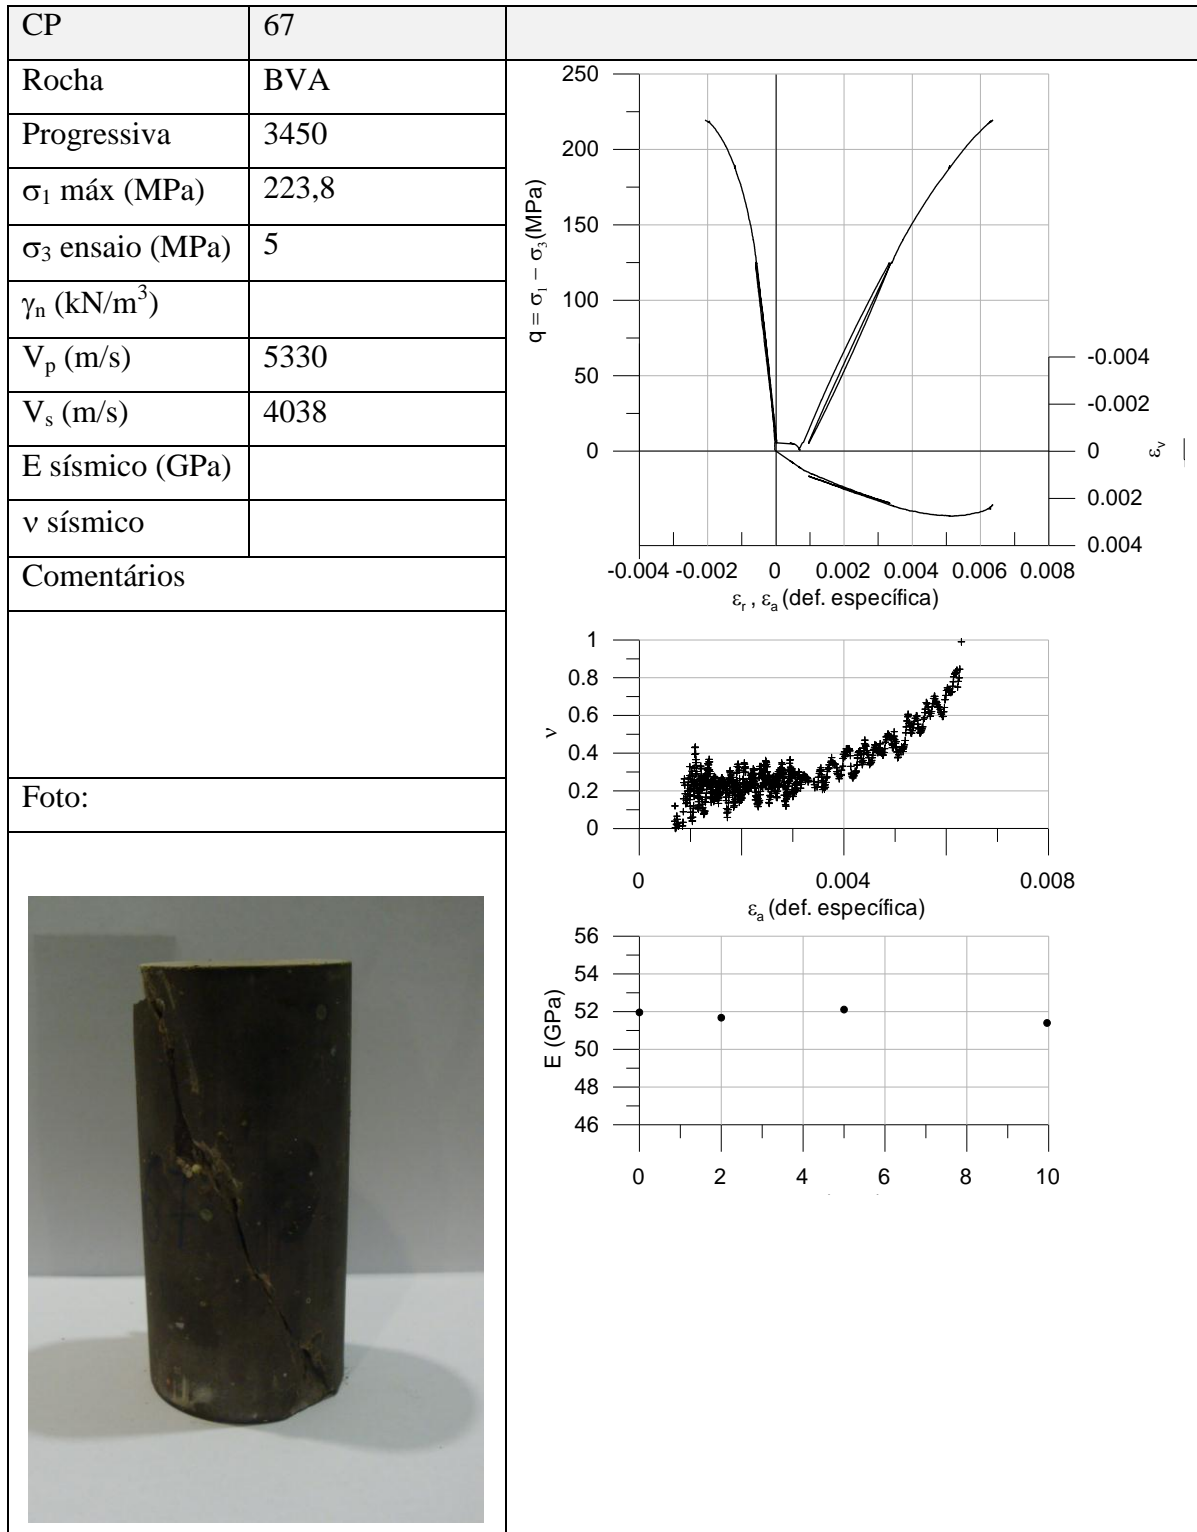 CP 67
Rocha BVA
Progressiva 3450
σ₁ máx (MPa) 223,8
σ₃ ensaio (MPa) 5
γₙ (kN/m³)
Vₚ (m/s) 5330
Vₛ (m/s) 4038
E sísmico (GPa)
ν sísmico
Comentários
Foto:
250
200
150
100
50
0
q = σ₁ − σ₃ (MPa)
-0.004
-0.002
0
0.002
0.004
εᵥ
-0.004 -0.002 0 0.002 0.004 0.006 0.008
εᵣ , εₐ (def. específica)
1
0.8
0.6
0.4
0.2
0
ν
0 0.004 0.008
εₐ (def. específica)
56
54
52
50
48
46
E (GPa)
0 2 4 6 8 10